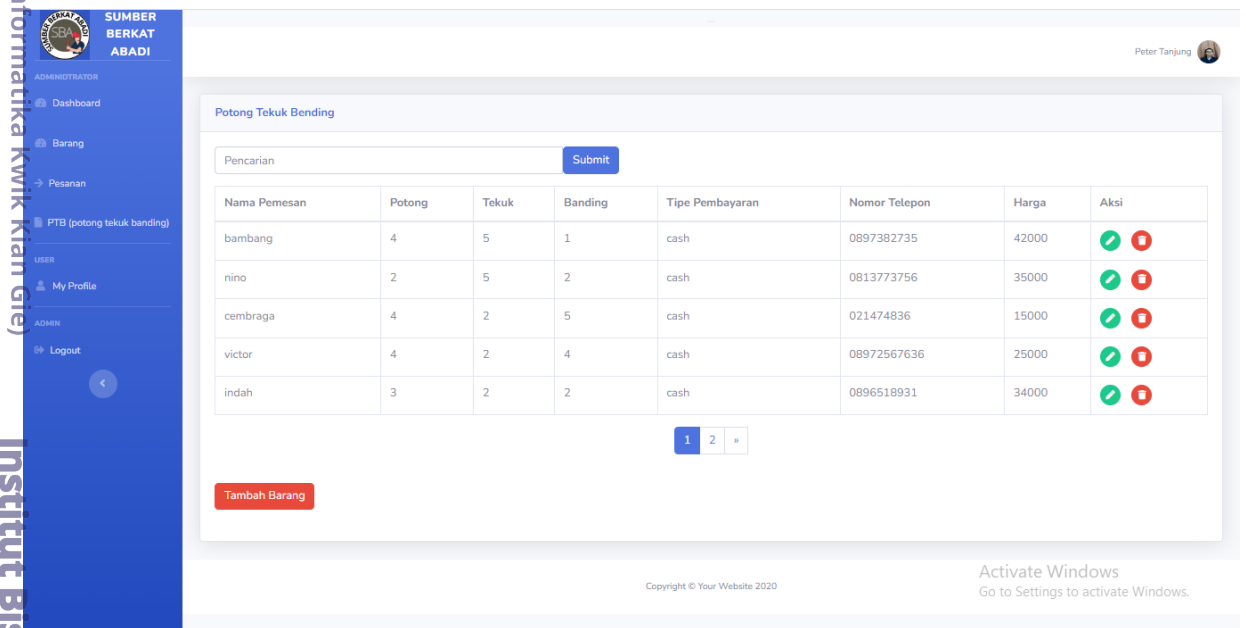 SUMBER
BERKAT
ABADI
SBA
ADMINIDTRATOR
Dashboard
Barang
Pesanan
PTB (potong tekuk banding)
USER
My Profile
ADMIN
Logout
Peter Tanjung
Potong Tekuk Bending
Pencarian Submit
Nama Pemesan Potong Tekuk Banding Tipe Pembayaran Nomor Telepon Harga Aksi
bambang 4 5 1 cash 0897382735 42000
nino 2 5 2 cash 0813773756 35000
cembraga 4 2 5 cash 021474836 15000
victor 4 2 4 cash 08972567636 25000
indah 3 2 2 cash 0896518931 34000
1 2 »
Tambah Barang
Copyright © Your Website 2020
Activate Windows
Go to Settings to activate Windows.
nformatika Kwik Kian Gie)
Institut Bis